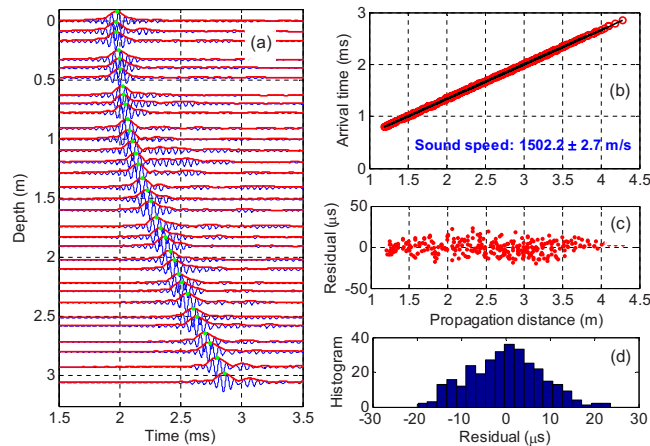 (a)
0
0.5
1
1.5
2
2.5
3
Depth (m)
1.5 2 2.5 3 3.5
Time (ms)
3
2
1
0
Arrival time (ms)
(b)
Sound speed: 1502.2 ± 2.7 m/s
1 1.5 2 2.5 3 3.5 4 4.5
50
0
-50
Residual (μs)
(c)
1 1.5 2 2.5 3 3.5 4 4.5
Propagation distance (m)
40
20
0
Histogram
(d)
-30 -20 -10 0 10 20 30
Residual (μs)